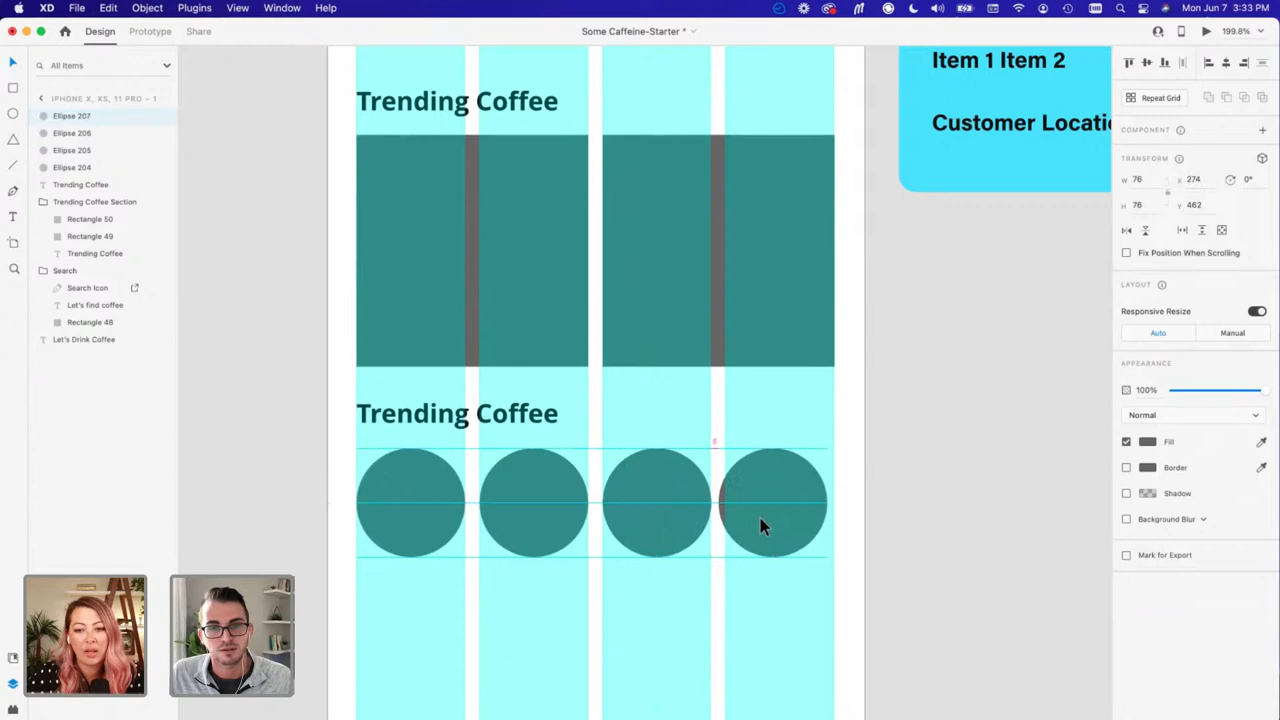 XD File Edit Object Plugins View Window Help
Mon Jun 7 3:33 PM
Design Prototype Share
Some Caffeine-Starter *
199.8%
All Items
IPHONE X, XS, 11 PRO – 1
Ellipse 207
Ellipse 206
Ellipse 205
Ellipse 204
Trending Coffee
Trending Coffee Section
Rectangle 50
Rectangle 49
Trending Coffee
Search
Search Icon
Let's find coffee
Rectangle 48
Let's Drink Coffee
Trending Coffee
Trending Coffee
6
Item 1 Item 2
Customer Locatio
Repeat Grid
COMPONENT
TRANSFORM
W 76 X 274 0°
H 76 Y 462
Fix Position When Scrolling
LAYOUT
Responsive Resize
Auto Manual
APPEARANCE
100%
Normal
Fill
Border
Shadow
Background Blur
Mark for Export